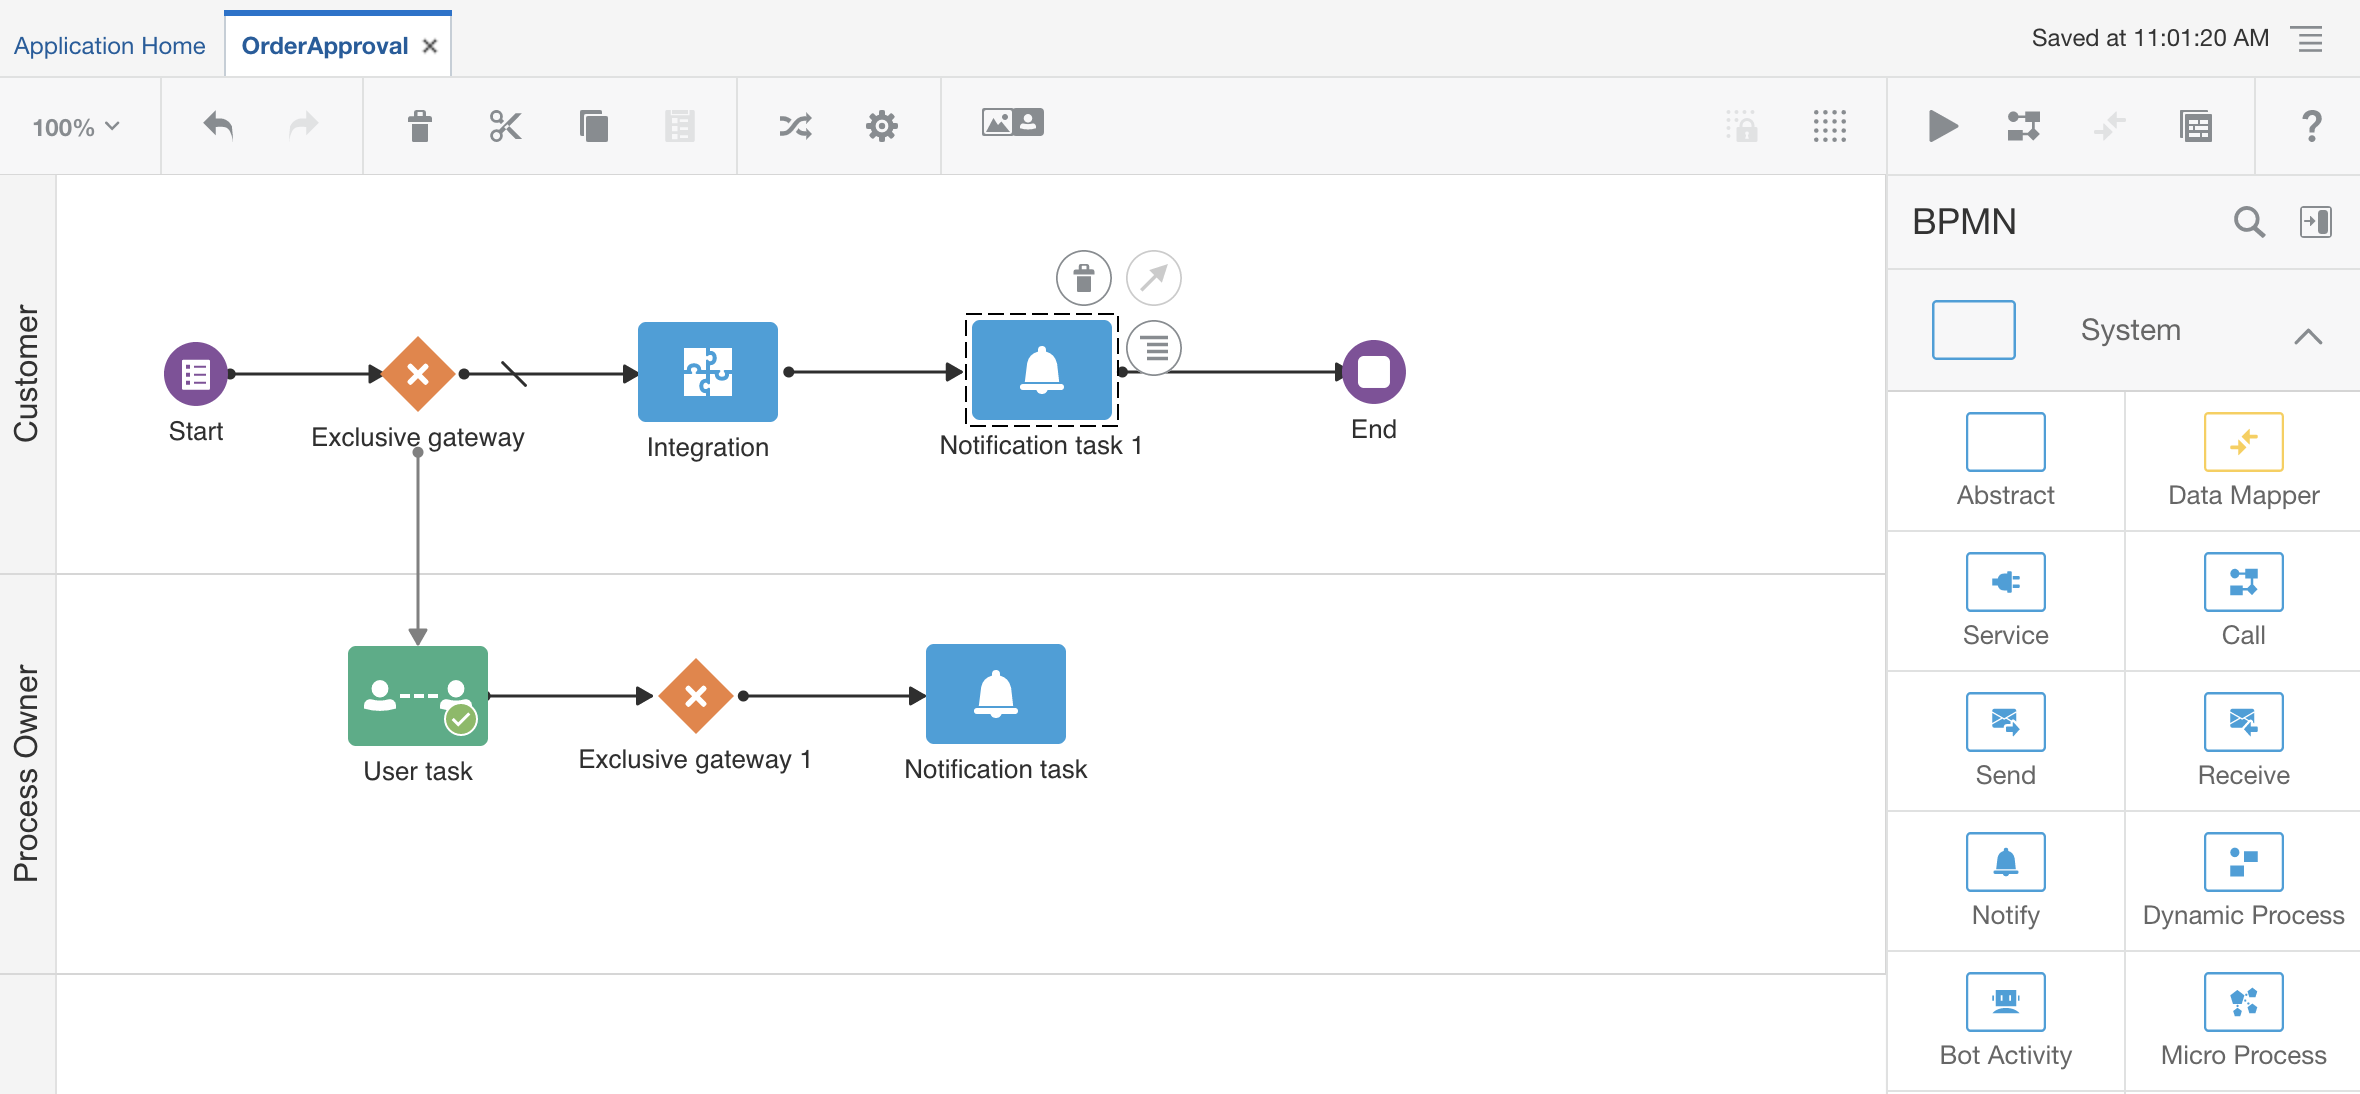 Application Home
OrderApproval
Saved at 11:01:20 AM
100%
BPMN
System
Abstract
Data Mapper
Service
Call
Send
Receive
Notify
Dynamic Process
Bot Activity
Micro Process
Customer
Start
Exclusive gateway
Integration
Notification task 1
End
Process Owner
User task
Exclusive gateway 1
Notification task